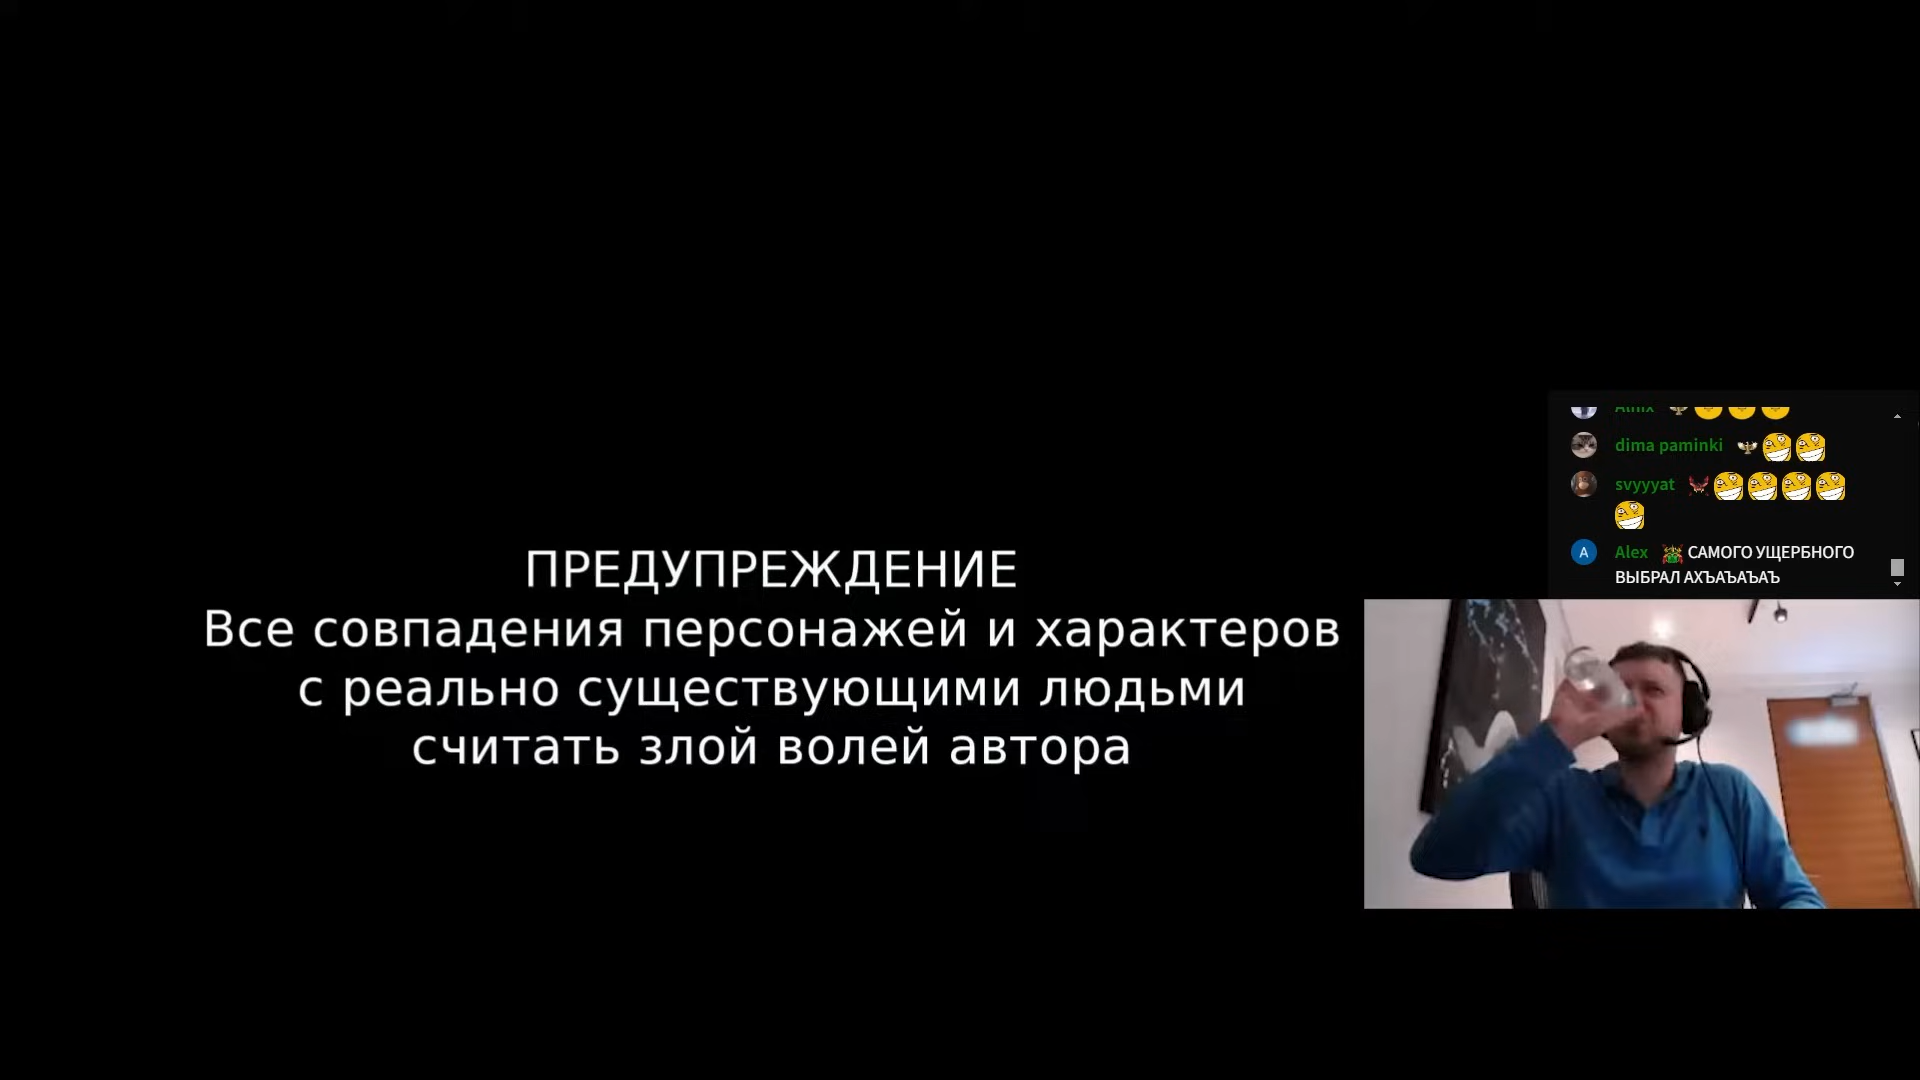 ПРЕДУПРЕЖДЕНИЕ
Все совпадения персонажей и характеров
с реально существующими людьми
считать злой волей автора
dima paminki
svyyyat
A Alex САМОГО УЩЕРБНОГО
ВЫБРАЛ АХЪАЪАЪАЪ